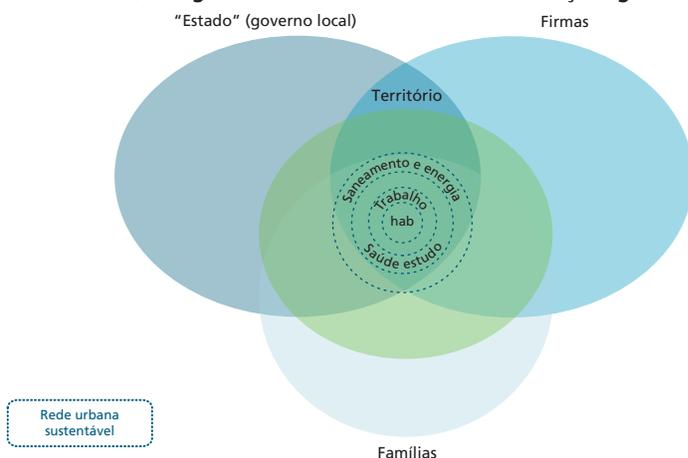 “Estado” (governo local)
Firmas
Território
Saneamento e energia
Trabalho
hab
Saúde estudo
Rede urbana
sustentável
Famílias